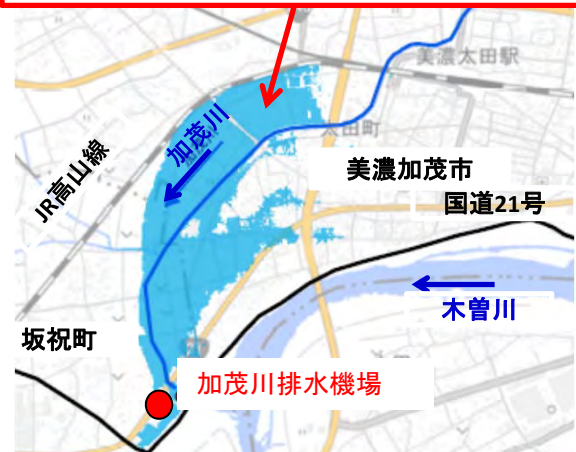 美濃太田駅
太田町
加茂川
JR高山線
美濃加茂市
国道21号
木曽川
坂祝町
加茂川排水機場